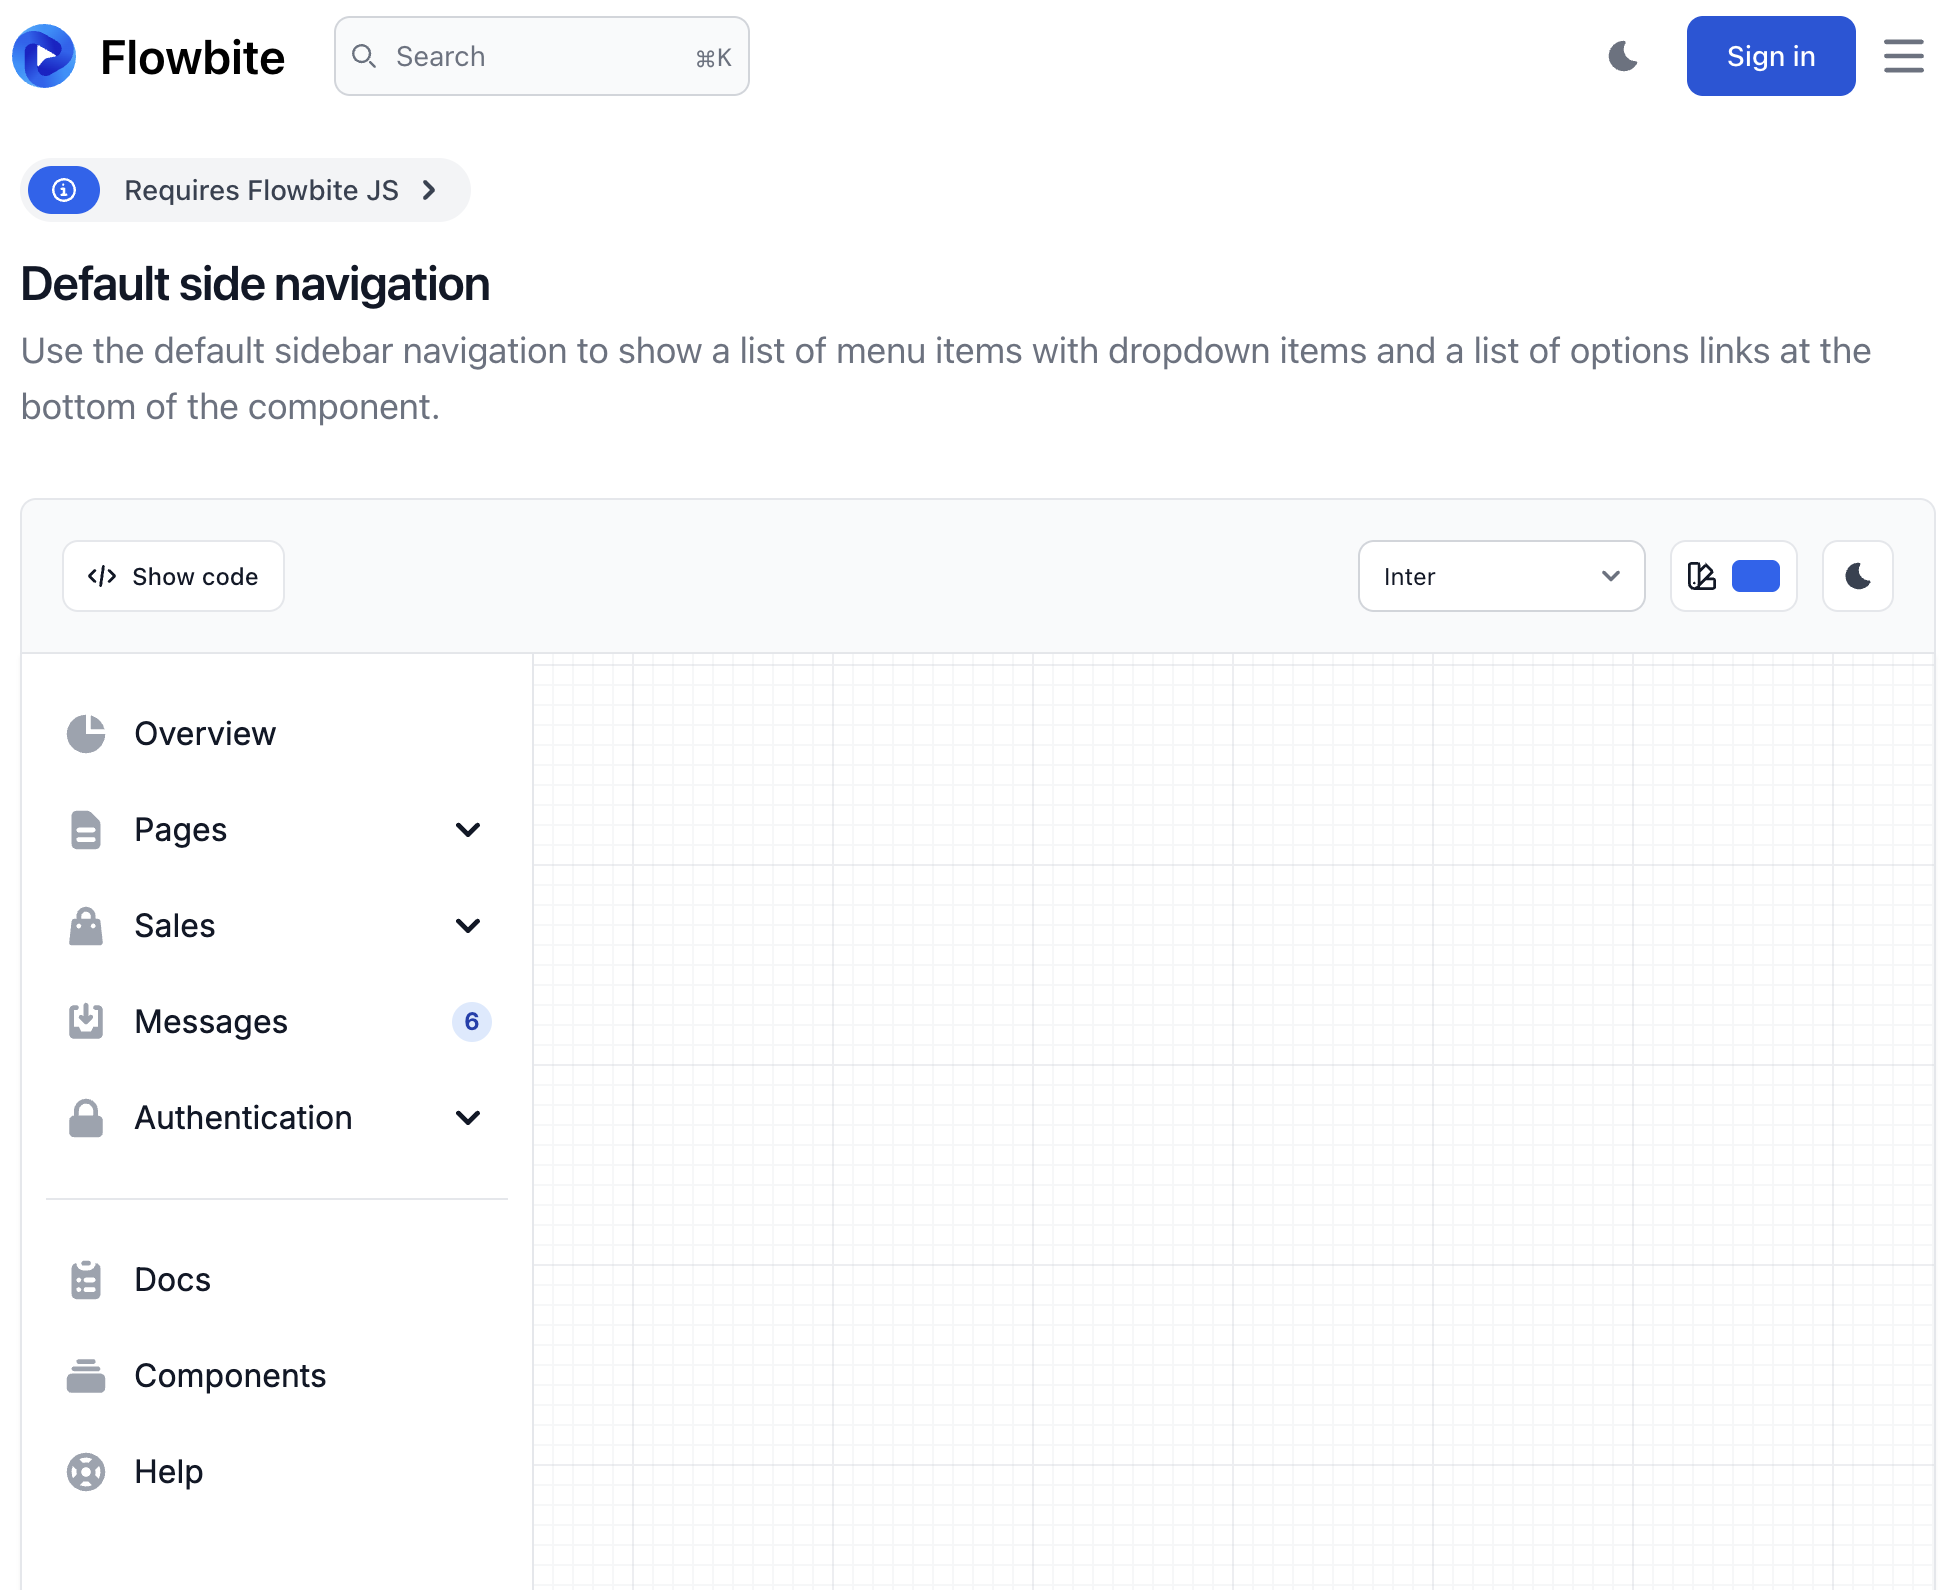 Flowbite
Search ⌘K
Sign in
Requires Flowbite JS
Default side navigation
Use the default sidebar navigation to show a list of menu items with dropdown items and a list of options links at the
bottom of the component.
Show code
Inter
Overview
Pages
Sales
Messages 6
Authentication
Docs
Components
Help